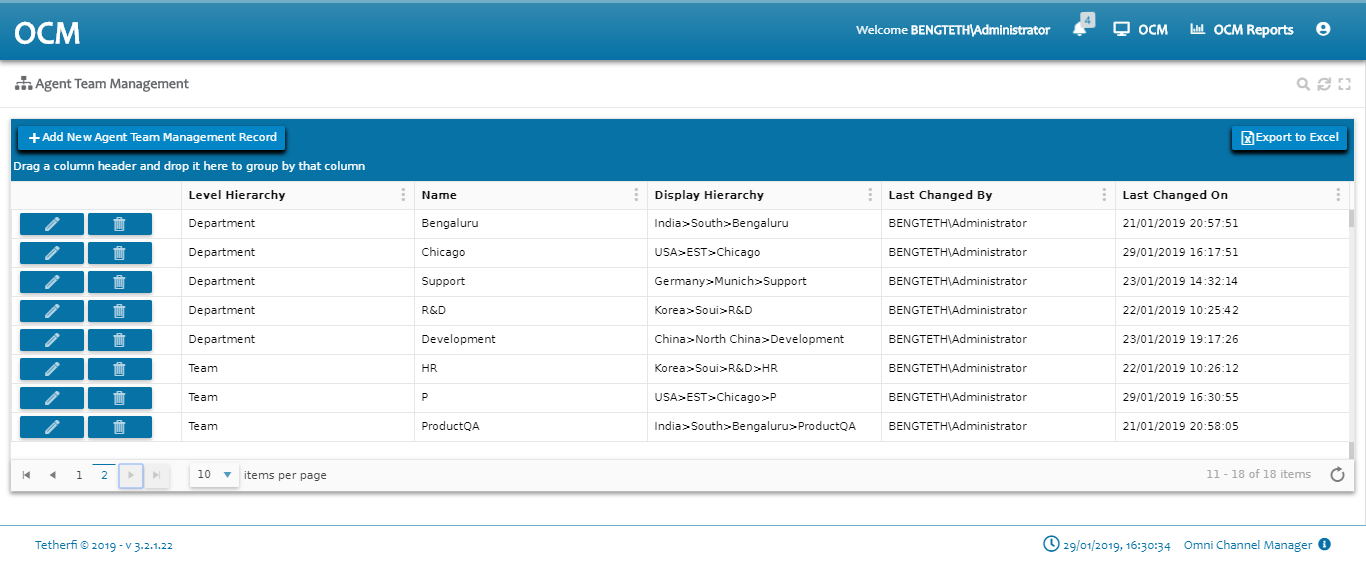 OCM
Welcome BENGTETH\Administrator 4 OCM OCM Reports
Agent Team Management
Add New Agent Team Management Record Export to Excel
Drag a column header and drop it here to group by that column
Level Hierarchy Name Display Hierarchy Last Changed By Last Changed On
Department Bengaluru India>South>Bengaluru BENGTETH\Administrator 21/01/2019 20:57:51
Department Chicago USA>EST>Chicago BENGTETH\Administrator 29/01/2019 16:17:51
Department Support Germany>Munich>Support BENGTETH\Administrator 23/01/2019 14:32:14
Department R&D Korea>Soui>R&D BENGTETH\Administrator 22/01/2019 10:25:42
Department Development China>North China>Development BENGTETH\Administrator 23/01/2019 19:17:26
Team HR Korea>Soui>R&D>HR BENGTETH\Administrator 22/01/2019 10:26:12
Team P USA>EST>Chicago>P BENGTETH\Administrator 29/01/2019 16:30:55
Team ProductQA India>South>Bengaluru>ProductQA BENGTETH\Administrator 21/01/2019 20:58:05
1 2 10 items per page 11 - 18 of 18 items
Tetherfi © 2019 - v 3.2.1.22 29/01/2019, 16:30:34 Omni Channel Manager